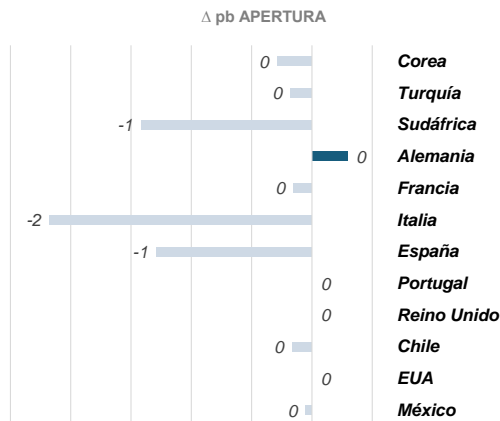 Δ pb APERTURA
0 Corea
0 Turquía
-1 Sudáfrica
0 Alemania
0 Francia
-2 Italia
-1 España
0 Portugal
0 Reino Unido
0 Chile
0 EUA
0 México